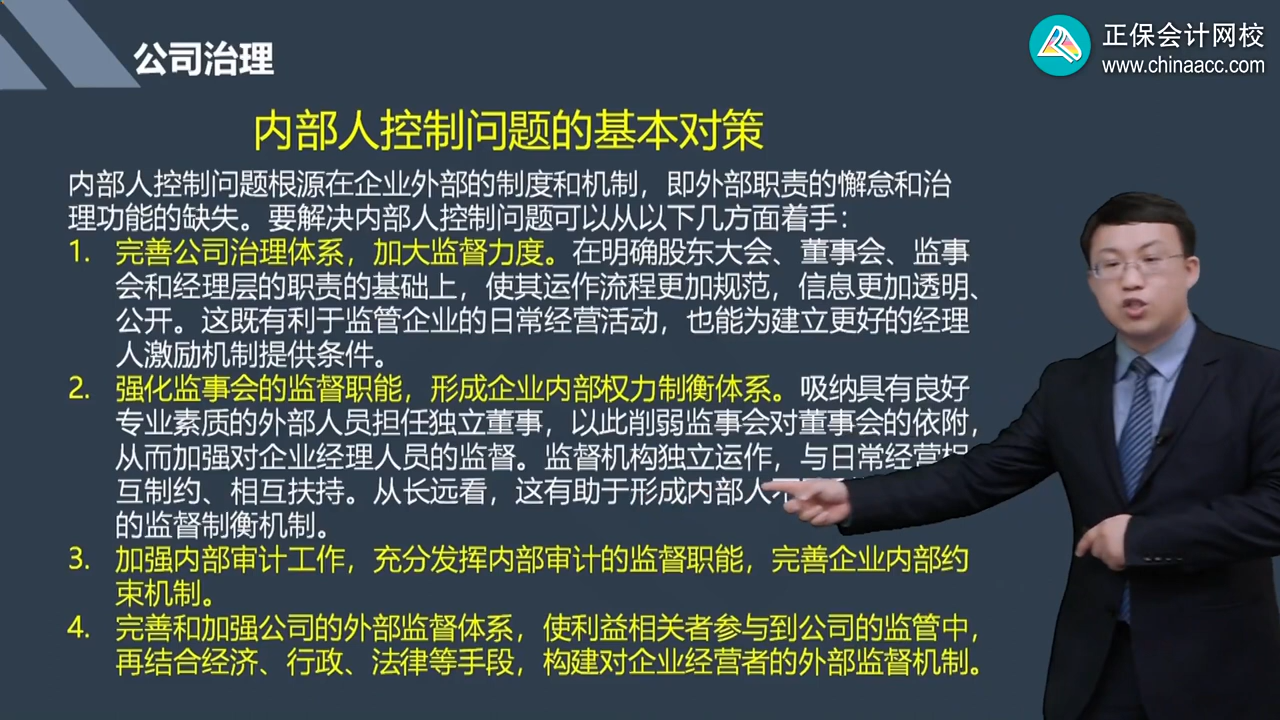 公司治理
正保会计网校
www.chinaacc.com
内部人控制问题的基本对策
内部人控制问题根源在企业外部的制度和机制，即外部职责的懈怠和治
理功能的缺失。要解决内部人控制问题可以从以下几方面着手：
1. 完善公司治理体系，加大监督力度。在明确股东大会、董事会、监事
会和经理层的职责的基础上，使其运作流程更加规范，信息更加透明、
公开。这既有利于监管企业的日常经营活动，也能为建立更好的经理
人激励机制提供条件。
2. 强化监事会的监督职能，形成企业内部权力制衡体系。吸纳具有良好
专业素质的外部人员担任独立董事，以此削弱监事会对董事会的依附，
从而加强对企业经理人员的监督。监督机构独立运作，与日常经营相
互制约、相互扶持。从长远看，这有助于形成内部人不
的监督制衡机制。
3. 加强内部审计工作，充分发挥内部审计的监督职能，完善企业内部约
束机制。
4. 完善和加强公司的外部监督体系，使利益相关者参与到公司的监管中，
再结合经济、行政、法律等手段，构建对企业经营者的外部监督机制。